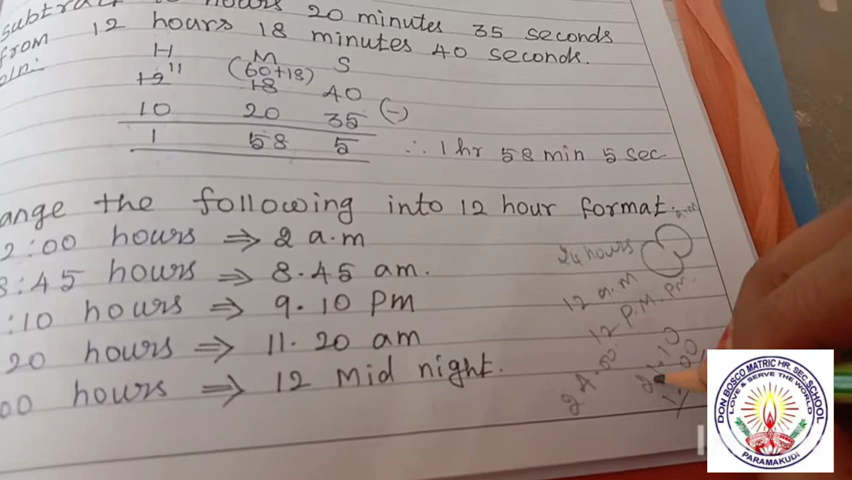 subtract hours 20 minutes 35 seconds
from 12 hours 18 minutes 40 seconds.
H M S
(60+18)
12 11 18 40
10 20 35 (-)
1 58 5 ∴ 1 hr 58 min 5 sec
ange the following into 12 hour format.
2:00 hours ⇒ 2 a.m
:45 hours ⇒ 8.45 am.
:10 hours ⇒ 9.10 pm
20 hours ⇒ 11.20 am
00 hours ⇒ 12 Mid night.
24 hours
12 a.m
12 P.M. P.M.
24.00
21.10
DON BOSCO MATRIC HR. SEC SCHOOL
LOVE & SERVE THE WORLD
PARAMAKUDI